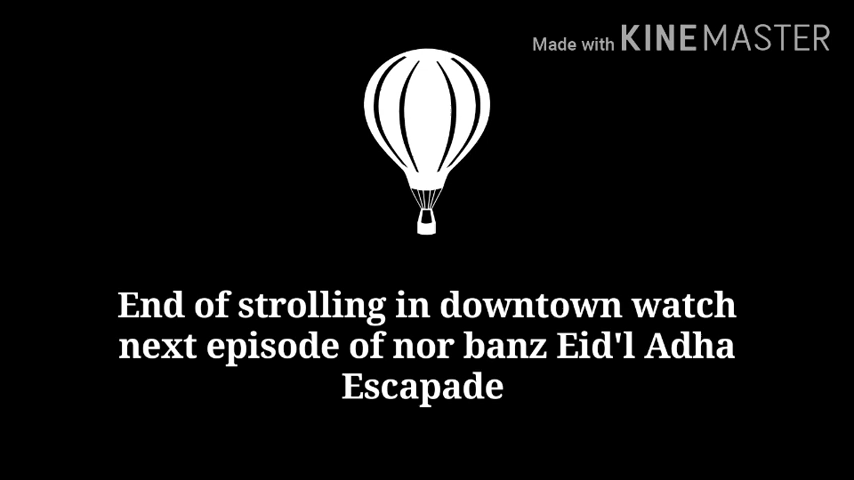 Made with KINEMASTER
End of strolling in downtown watch
next episode of nor banz Eid'l Adha
Escapade